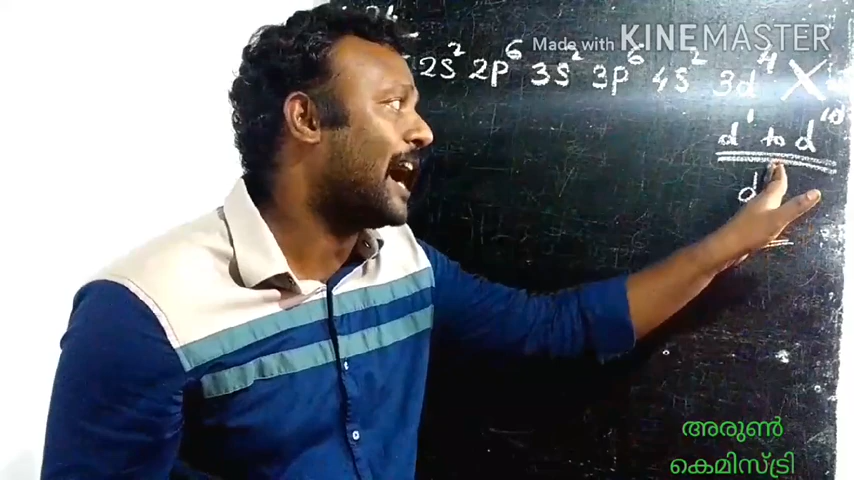 Made with KINEMASTER
2s² 2p⁶ 3s² 3p⁶ 4s² 3d⁴ X
d¹ to d¹⁰
d
അരുൺ
കെമിസ്ട്രി